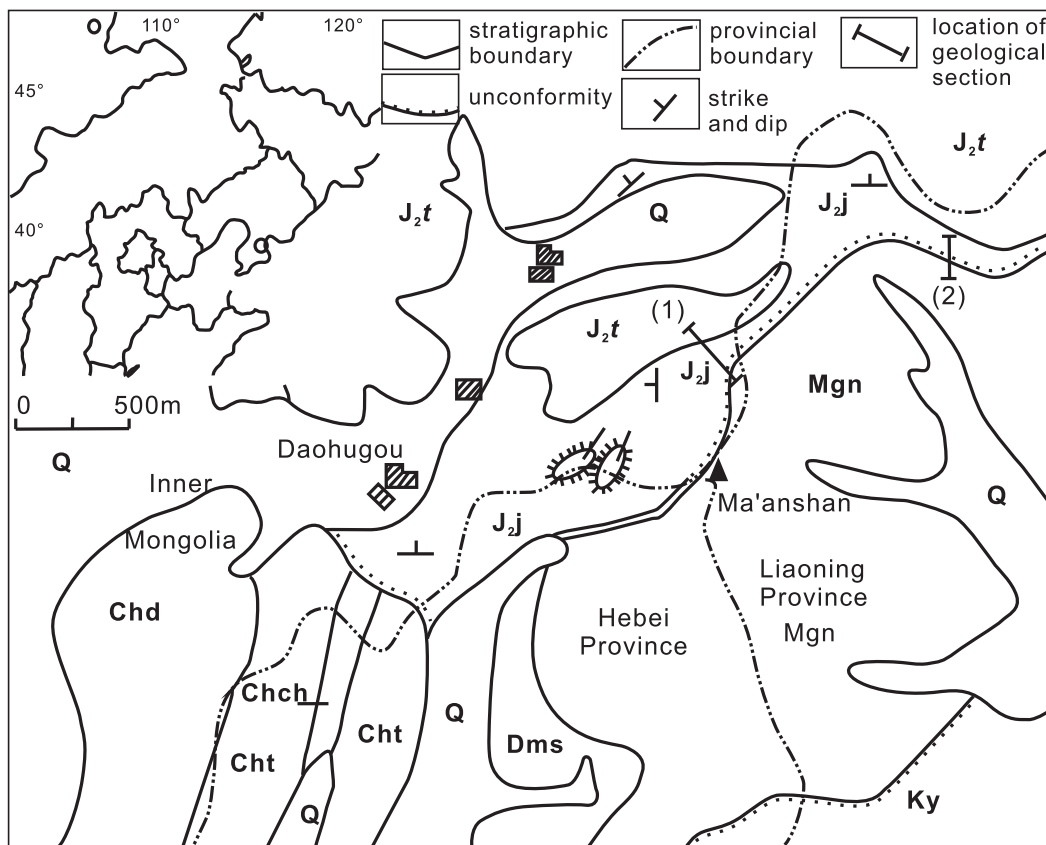 110°
120°
45°
40°
stratigraphic
boundary
provincial
boundary
location of
geological
section
unconformity
strike
and dip
J₂t
J₂t
Q
J₂j
(2)
(1)
J₂t
J₂j
Mgn
0 500m
Q
Daohugou
Inner
Mongolia
J₂j
Ma'anshan
Q
Chd
Liaoning
Province
Mgn
Hebei
Province
Chch
Cht
Cht
Q
Dms
Q
Ky